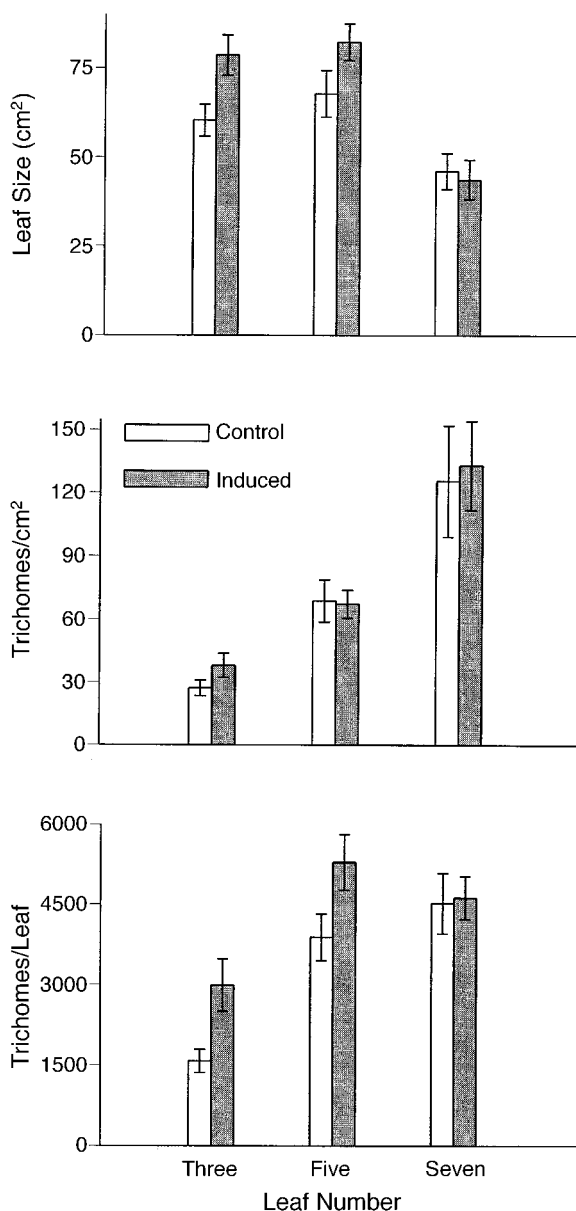 Leaf Size (cm²)
75
50
25
0
Trichomes/cm²
150
120
90
60
30
0
Control
Induced
Trichomes/Leaf
6000
4500
3000
1500
0
Three Five Seven
Leaf Number